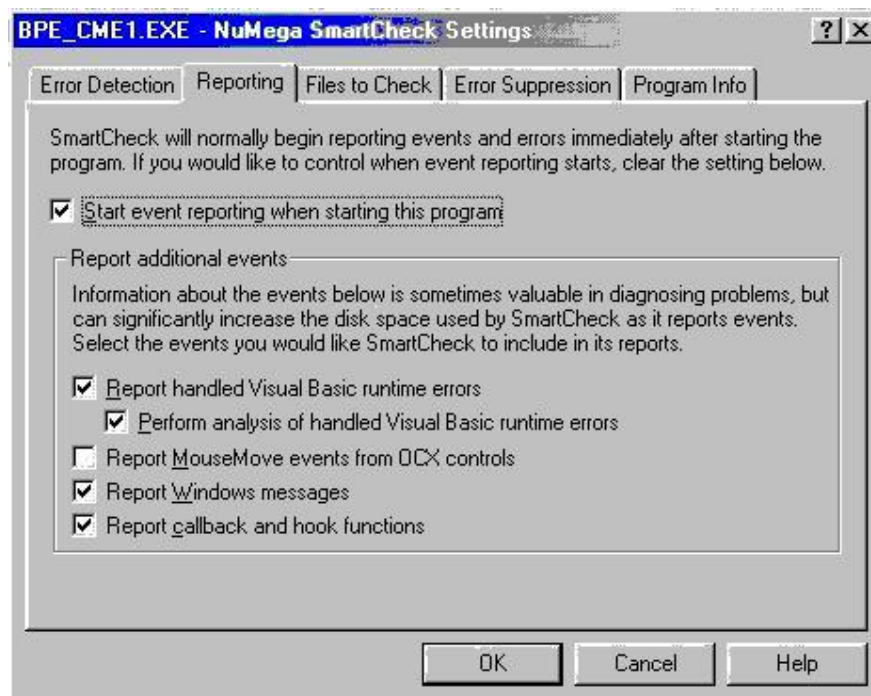 BPE_CME1.EXE - NuMega SmartCheck Settings
Error Detection Reporting Files to Check Error Suppression Program Info
SmartCheck will normally begin reporting events and errors immediately after starting the
program. If you would like to control when event reporting starts, clear the setting below.
Start event reporting when starting this program
Report additional events
Information about the events below is sometimes valuable in diagnosing problems, but
can significantly increase the disk space used by SmartCheck as it reports events.
Select the events you would like SmartCheck to include in its reports.
Report handled Visual Basic runtime errors
Perform analysis of handled Visual Basic runtime errors
Report MouseMove events from OCX controls
Report Windows messages
Report callback and hook functions
OK Cancel Help